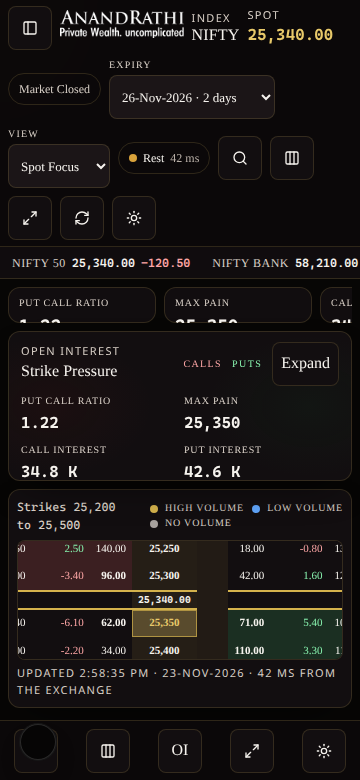 ANANDRATHI
Private Wealth. uncomplicated
INDEX
NIFTY
SPOT
25,340.00
Market Closed
EXPIRY
26-Nov-2026 · 2 days
VIEW
Spot Focus
Rest 42 ms
NIFTY 50 25,340.00 −120.50 NIFTY BANK 58,210.00
PUT CALL RATIO
1.22
MAX PAIN
25,350
OPEN INTEREST
Strike Pressure
CALLS PUTS
Expand
PUT CALL RATIO
1.22
MAX PAIN
25,350
CALL INTEREST
34.8 K
PUT INTEREST
42.6 K
Strikes 25,200
to 25,500
HIGH VOLUME LOW VOLUME
NO VOLUME
2.50 140.00 25,250 18.00 -0.80
-3.40 96.00 25,300 42.00 1.60
25,340.00
-6.10 62.00 25,350 71.00 5.40
-2.20 34.00 25,400 110.00 3.30
UPDATED 2:58:35 PM · 23-NOV-2026 · 42 MS FROM
THE EXCHANGE
OI